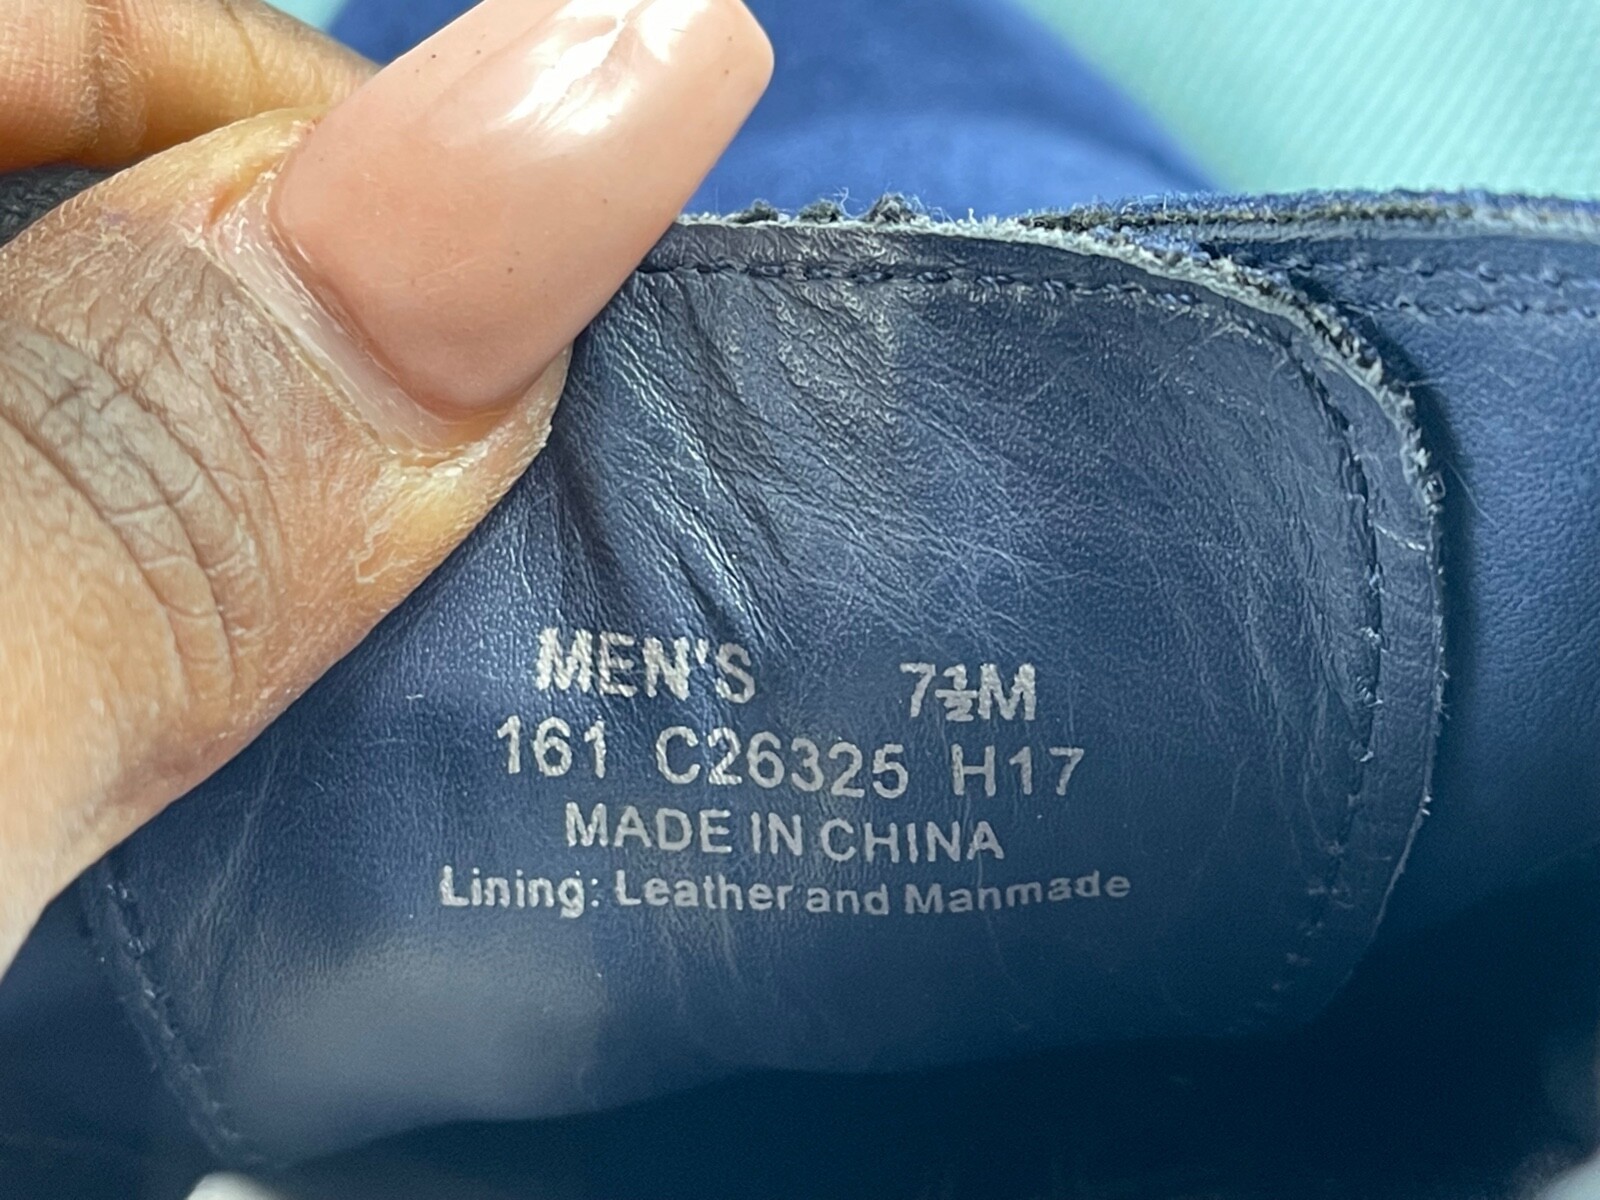 MEN'S 7½M
161 C26325 H17
MADE IN CHINA
Lining: Leather and Manmade